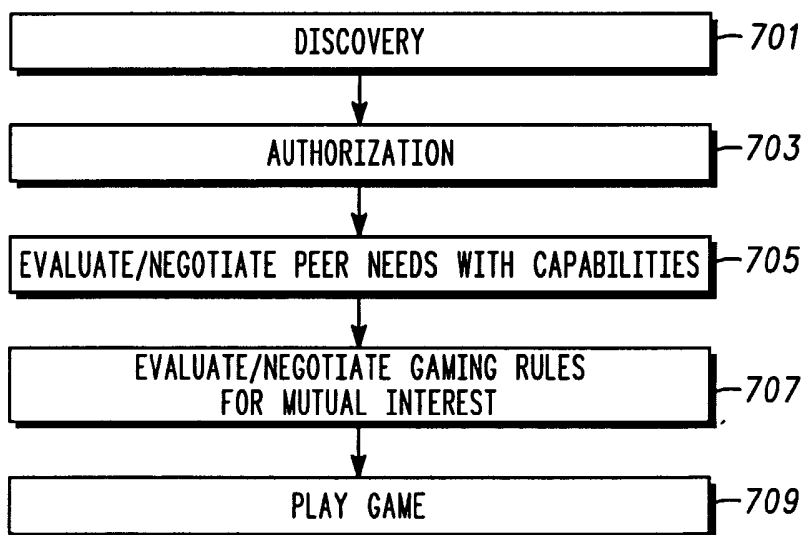 DISCOVERY 701
AUTHORIZATION 703
EVALUATE/NEGOTIATE PEER NEEDS WITH CAPABILITIES 705
EVALUATE/NEGOTIATE GAMING RULES
FOR MUTUAL INTEREST 707
PLAY GAME 709